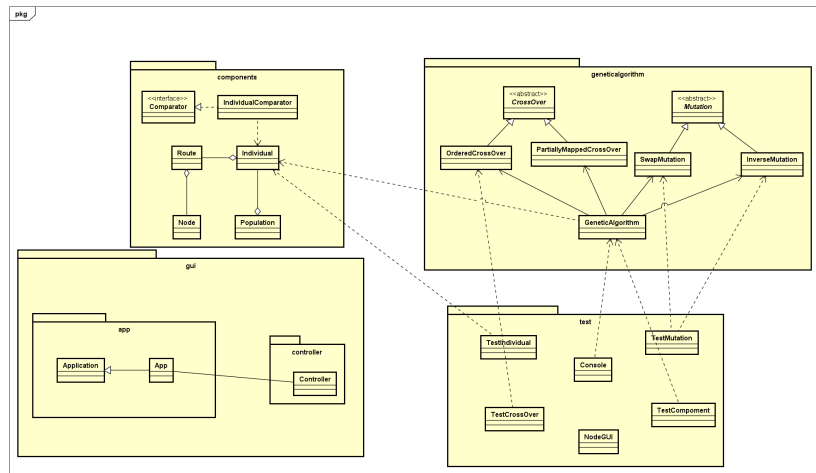 pkg
components
<<interface>>
Comparator
IndividualComparator
Route
Individual
Node
Population
geneticalgorithm
<<abstract>>
CrossOver
<<abstract>>
Mutation
OrderedCrossOver
PartiallyMappedCrossOver
SwapMutation
InverseMutation
GeneticAlgorithm
gui
app
Application
App
controller
Controller
test
TestIndividual
Console
TestMutation
TestCrossOver
TestCompoment
NodeGUI